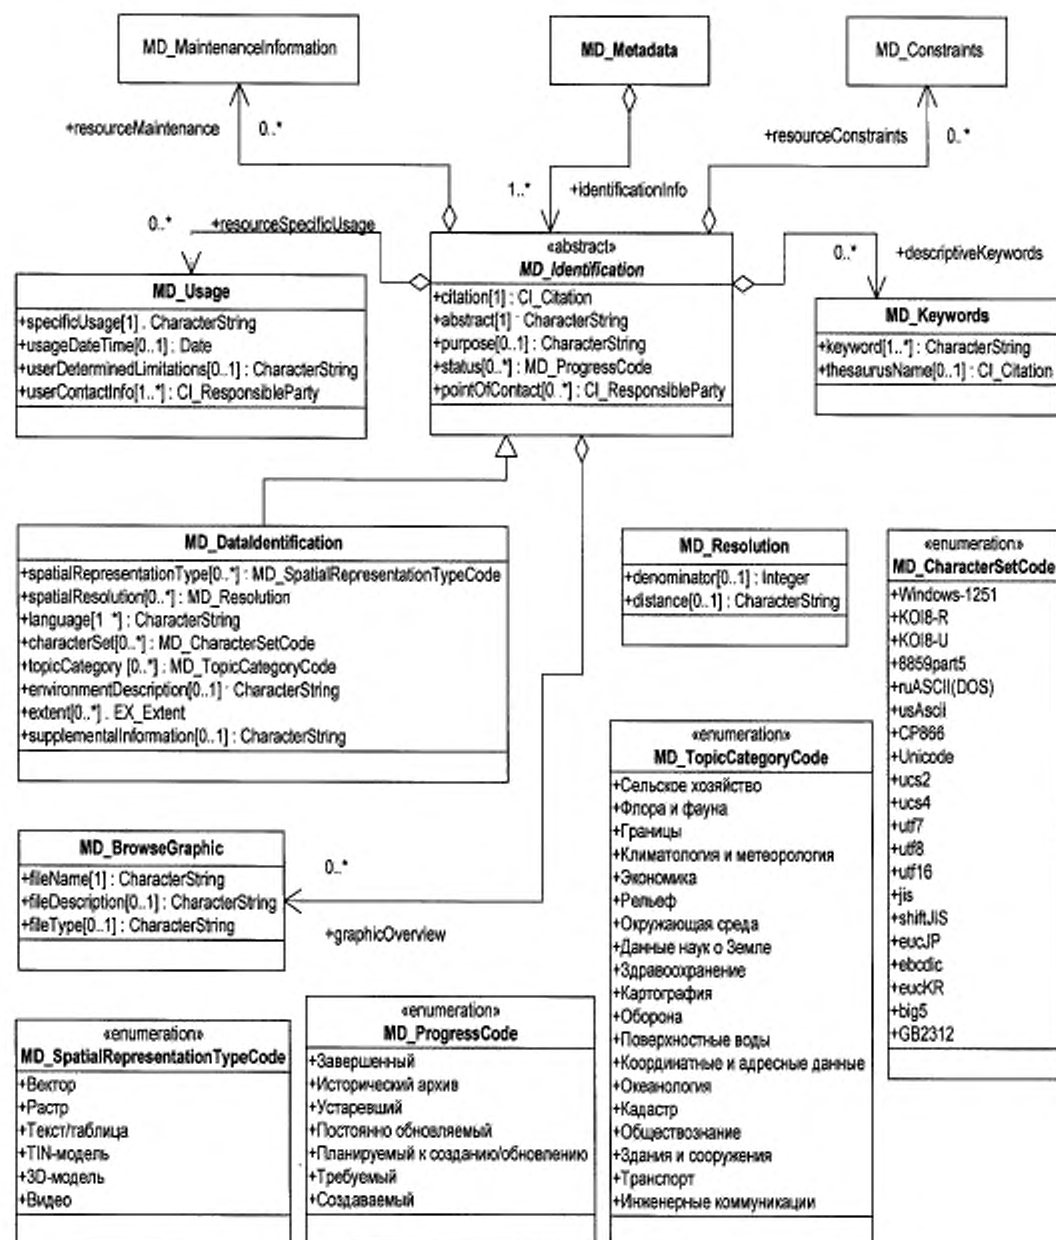 MD_MaintenanceInformation
MD_Metadata
MD_Constraints
+resourceMaintenance
0..*
+resourceConstraints
0..*
1..*
+identificationInfo
0..*
+resourceSpecificUsage
0..*
+descriptiveKeywords
«abstract»
MD_Identification
+citation[1] : CI_Citation
+abstract[1] : CharacterString
+purpose[0..1] : CharacterString
+status[0..*] : MD_ProgressCode
+pointOfContact[0..*] : CI_ResponsibleParty
MD_Usage
+specificUsage[1] . CharacterString
+usageDateTime[0..1] : Date
+userDeterminedLimitations[0..1] : CharacterString
+userContactInfo[1..*] : CI_ResponsibleParty
MD_Keywords
+keyword[1..*] : CharacterString
+thesaurusName[0..1] : CI_Citation
MD_DataIdentification
+spatialRepresentationType[0..*] : MD_SpatialRepresentationTypeCode
+spatialResolution[0..*] : MD_Resolution
+language[1 *] : CharacterString
+characterSet[0..*] : MD_CharacterSetCode
+topicCategory [0..*] : MD_TopicCategoryCode
+environmentDescription[0..1] : CharacterString
+extent[0..*] . EX_Extent
+supplementalInformation[0..1] : CharacterString
MD_Resolution
+denominator[0..1] : Integer
+distance[0..1] : CharacterString
«enumeration»
MD_CharacterSetCode
+Windows-1251
+KOI8-R
+KOI8-U
+8859part5
+ruASCII(DOS)
+usAscii
+CP866
+Unicode
+ucs2
+ucs4
+utf7
+utf8
+utf16
+jis
+shiftJIS
+eucJP
+ebcdic
+eucKR
+big5
+GB2312
«enumeration»
MD_TopicCategoryCode
+Сельское хозяйство
+Флора и фауна
+Границы
+Климатология и метеорология
+Экономика
+Рельеф
+Окружающая среда
+Данные наук о Земле
+Здравоохранение
+Картография
+Оборона
+Поверхностные воды
+Координатные и адресные данные
+Океанология
+Кадастр
+Обществознание
+Здания и сооружения
+Транспорт
+Инженерные коммуникации
MD_BrowseGraphic
+fileName[1] : CharacterString
+fileDescription[0..1] : CharacterString
+fileType[0..1] : CharacterString
0..*
+graphicOverview
«enumeration»
MD_SpatialRepresentationTypeCode
+Вектор
+Растр
+Текст/таблица
+TIN-модель
+3D-модель
+Видео
«enumeration»
MD_ProgressCode
+Завершенный
+Исторический архив
+Устаревший
+Постоянно обновляемый
+Планируемый к созданию/обновлению
+Требуемый
+Создаваемый